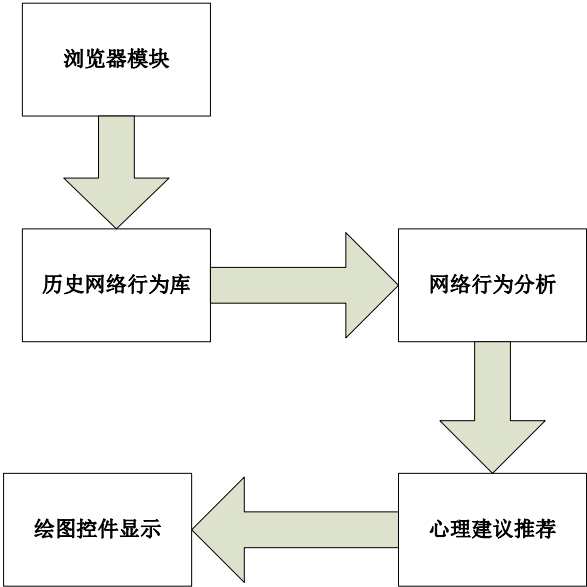 浏览器模块
历史网络行为库
网络行为分析
心理建议推荐
绘图控件显示